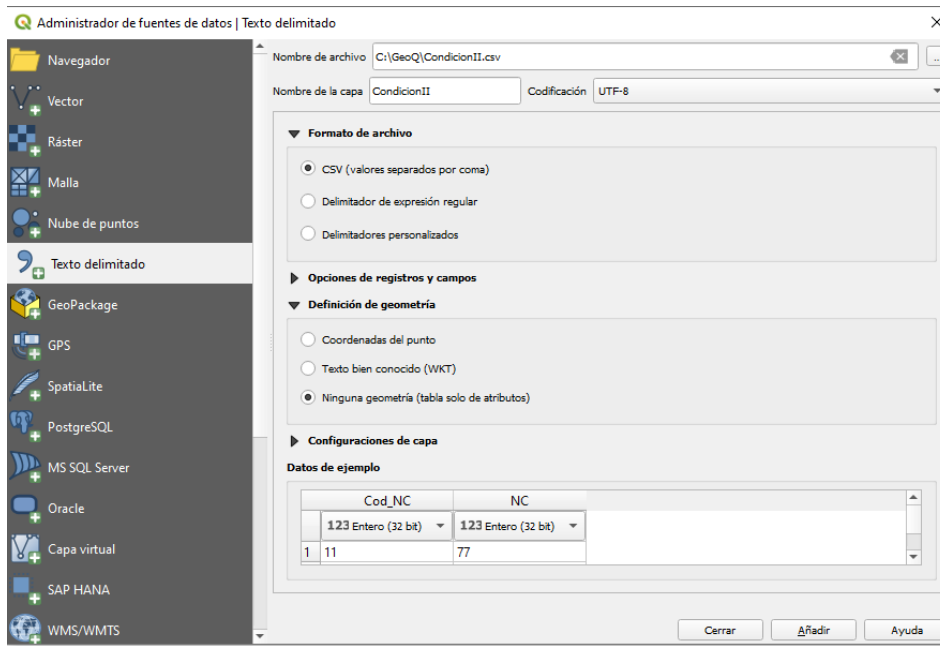 Administrador de fuentes de datos | Texto delimitado
Navegador
Vector
Ráster
Malla
Nube de puntos
Texto delimitado
GeoPackage
GPS
SpatiaLite
PostgreSQL
MS SQL Server
Oracle
Capa virtual
SAP HANA
WMS/WMTS
Nombre de archivo C:\GeoQ\CondicionII.csv ...
Nombre de la capa CondicionII Codificación UTF-8
Formato de archivo
CSV (valores separados por coma)
Delimitador de expresión regular
Delimitadores personalizados
Opciones de registros y campos
Definición de geometría
Coordenadas del punto
Texto bien conocido (WKT)
Ninguna geometría (tabla solo de atributos)
Configuraciones de capa
Datos de ejemplo
Cod_NC NC
123 Entero (32 bit) 123 Entero (32 bit)
1 11 77
Cerrar Añadir Ayuda